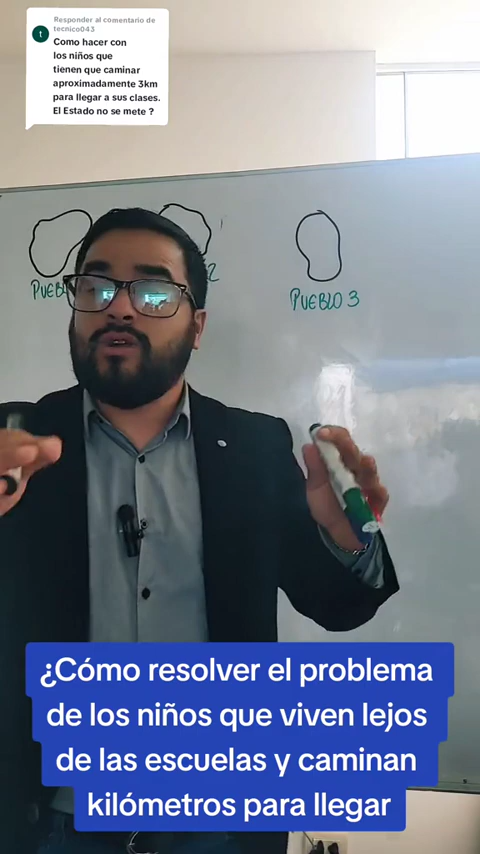 Responder al comentario de
tecnico043
t
Como hacer con
los niños que
tienen que caminar
aproximadamente 3km
para llegar a sus clases.
El Estado no se mete ?
2
PUEBLO 3
¿Cómo resolver el problema
de los niños que viven lejos
de las escuelas y caminan
kilómetros para llegar